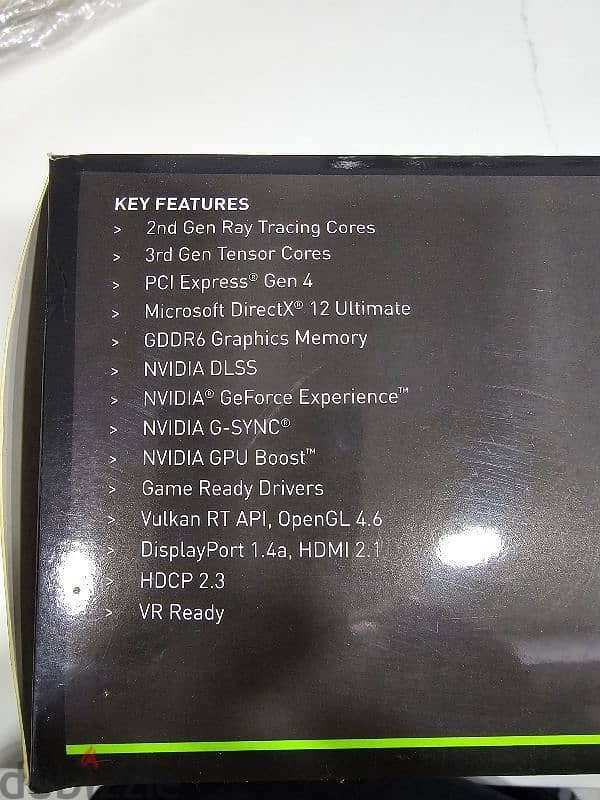 KEY FEATURES
> 2nd Gen Ray Tracing Cores
> 3rd Gen Tensor Cores
> PCI Express® Gen 4
> Microsoft DirectX® 12 Ultimate
> GDDR6 Graphics Memory
> NVIDIA DLSS
> NVIDIA® GeForce Experience™
> NVIDIA G-SYNC®
> NVIDIA GPU Boost™
> Game Ready Drivers
> Vulkan RT API, OpenGL 4.6
> DisplayPort 1.4a, HDMI 2.1
> HDCP 2.3
> VR Ready